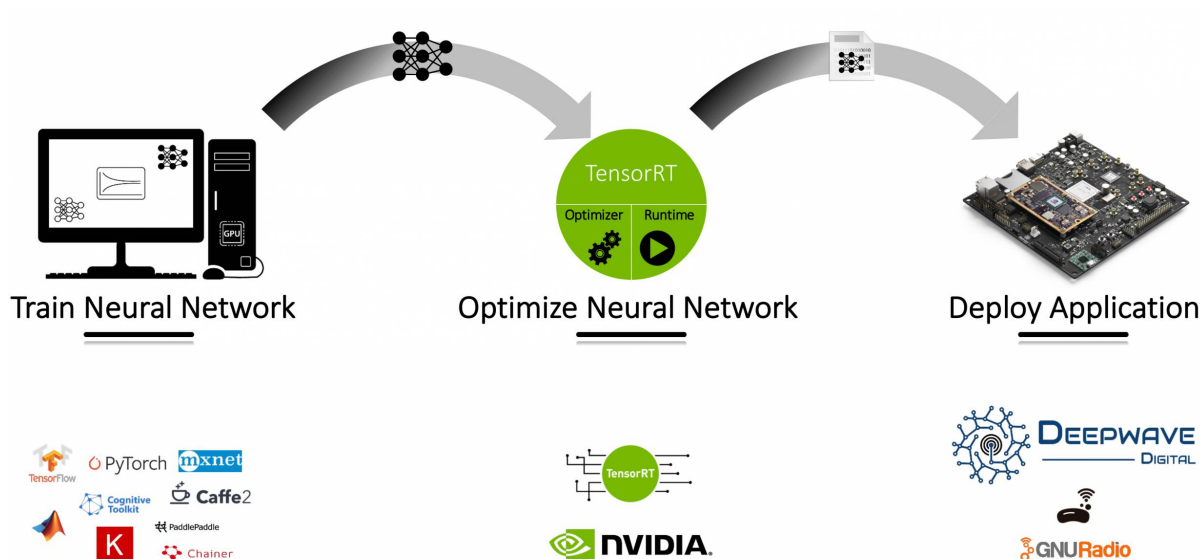 TensorRT
Optimizer
Runtime
GPU
Train Neural Network
Optimize Neural Network
Deploy Application
TensorFlow
PyTorch
mxnet
Cognitive
Toolkit
Caffe2
PaddlePaddle
K
Chainer
TensorRT
NVIDIA.
DEEPWAVE
DIGITAL
GNURadio